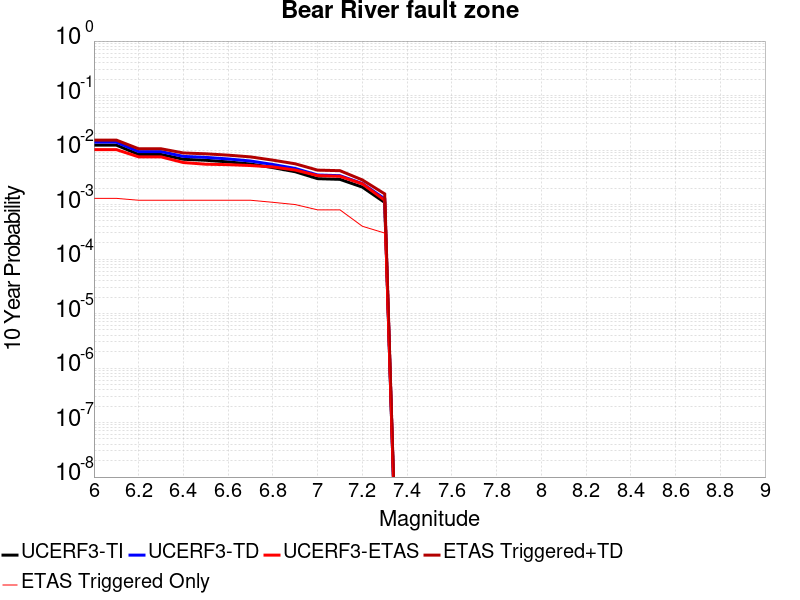 Bear River fault zone
10^0
10^-1
10^-2
10^-3
10^-4
10^-5
10^-6
10^-7
10^-8
10 Year Probability
6 6.2 6.4 6.6 6.8 7 7.2 7.4 7.6 7.8 8 8.2 8.4 8.6 8.8 9
Magnitude
UCERF3-TI UCERF3-TD UCERF3-ETAS ETAS Triggered+TD
ETAS Triggered Only